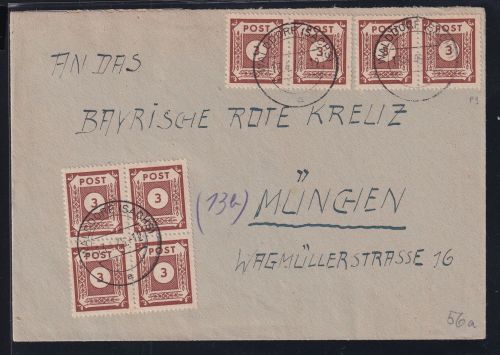 POST POST POST POST
3 3 3 3
AN DAS
BAYRISCHE ROTE KREUZ
(13b) MÜNCHEN
WAGMÜLLERSTRASSE 16
POST POST
3 3
POST POST
3 3
56a